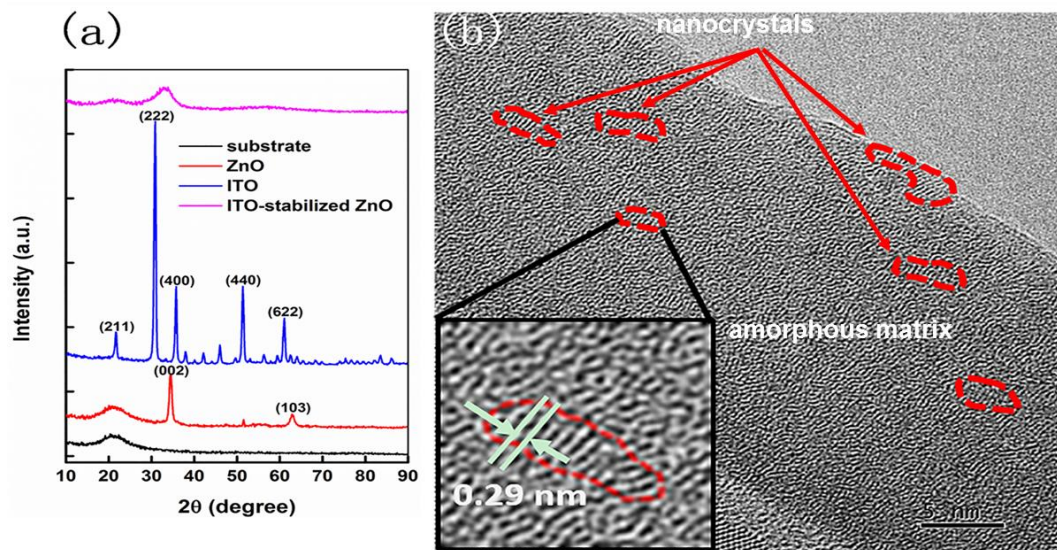 (a)
(222)
substrate
ZnO
ITO
ITO-stabilized ZnO
(400)
(440)
(622)
(211)
(002)
(103)
Intensity (a.u.)
10 20 30 40 50 60 70 80 90
2θ (degree)
(b)
nanocrystals
amorphous matrix
0.29 nm
5 nm